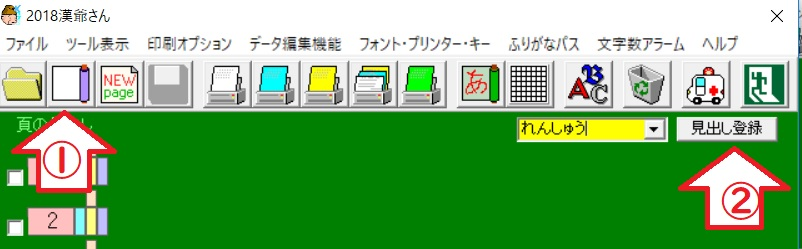 2018漢爺さん
ファイル ツール表示 印刷オプション データ編集機能 フォント・プリンター・キー ふりがなパス 文字数アラーム ヘルプ
NEW
page
あ
ABC
れんしゅう
見出し登録
①
②
2